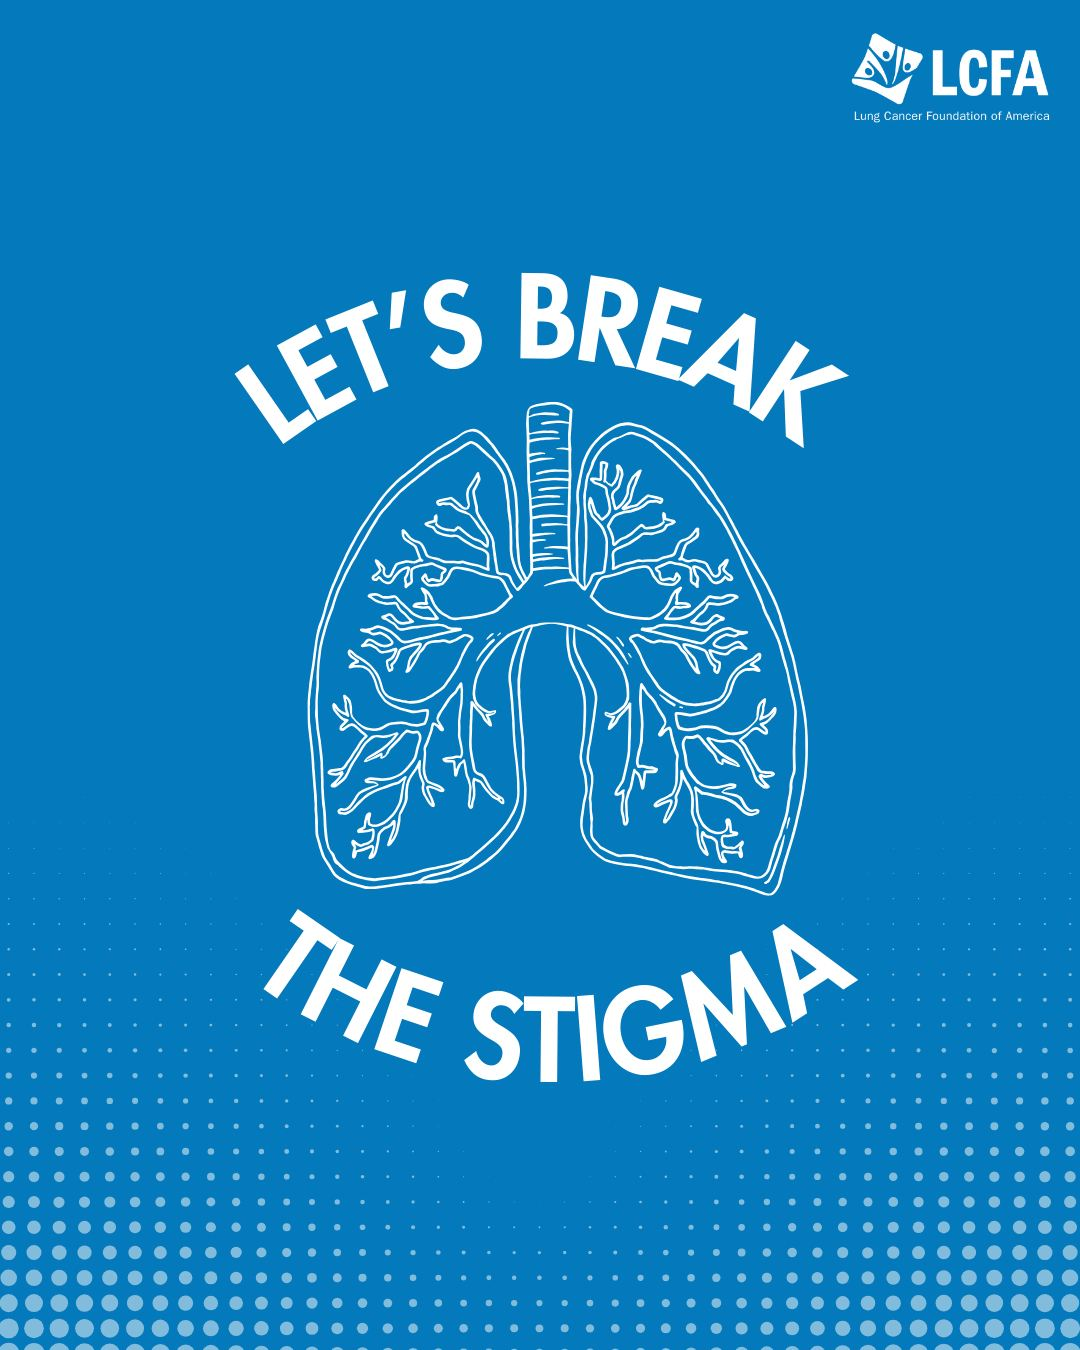 LCFA
Lung Cancer Foundation of America
LET'S BREAK
THE STIGMA